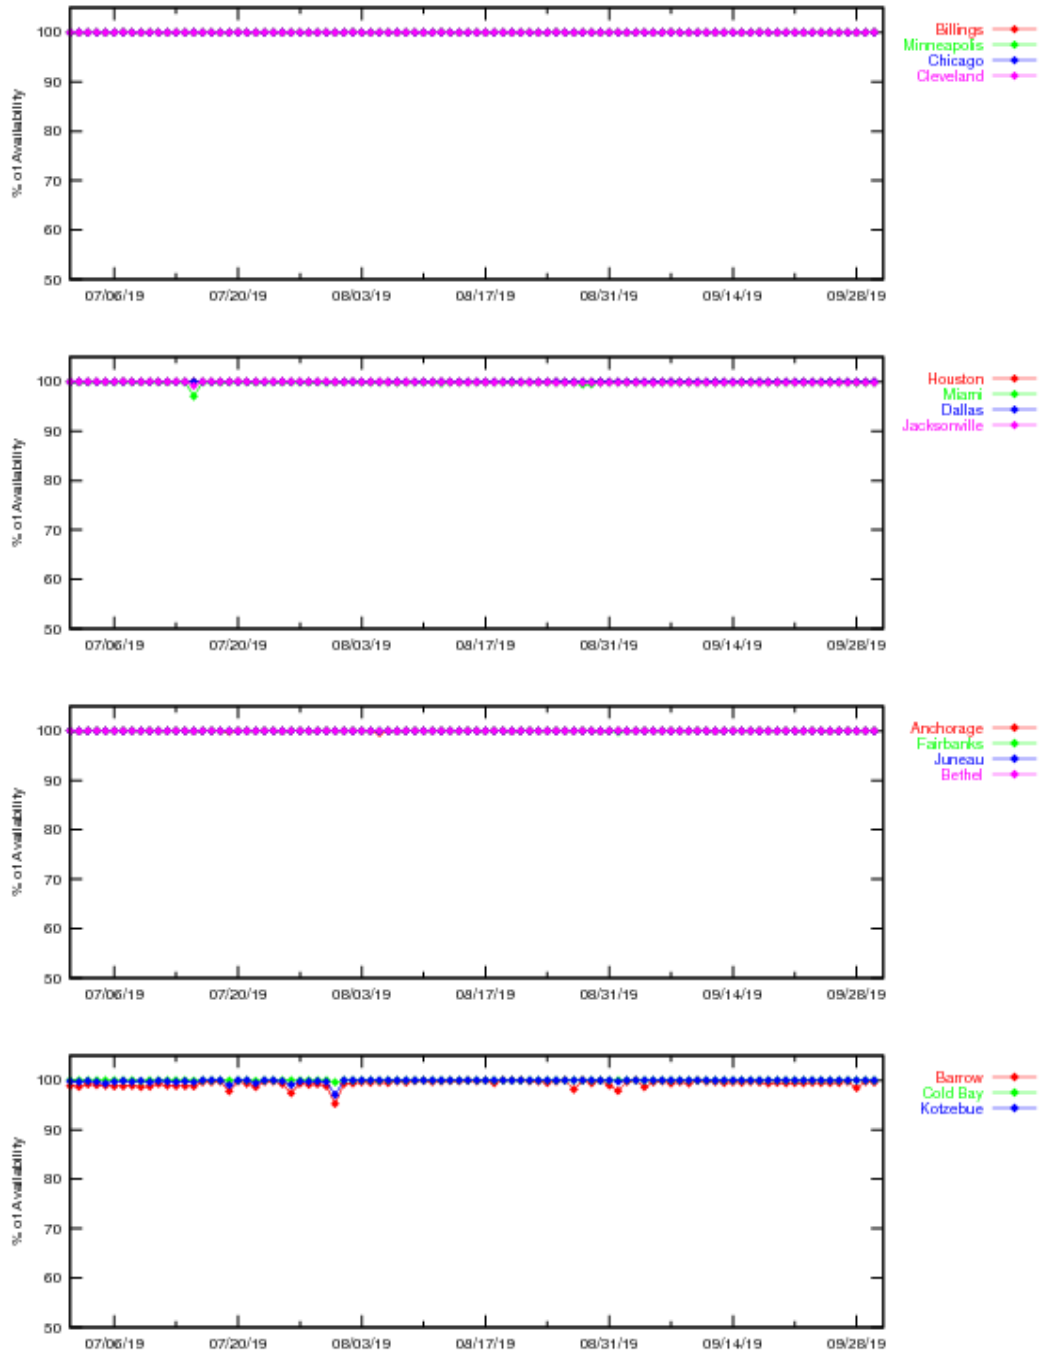 100
90
80
70
60
50
% of Availability
07/06/19 07/20/19 08/03/19 08/17/19 08/31/19 09/14/19 09/28/19
Billings
Minneapolis
Chicago
Cleveland
100
90
80
70
60
50
% of Availability
07/06/19 07/20/19 08/03/19 08/17/19 08/31/19 09/14/19 09/28/19
Houston
Miami
Dallas
Jacksonville
100
90
80
70
60
50
% of Availability
07/06/19 07/20/19 08/03/19 08/17/19 08/31/19 09/14/19 09/28/19
Anchorage
Fairbanks
Juneau
Bethel
100
90
80
70
60
50
% of Availability
07/06/19 07/20/19 08/03/19 08/17/19 08/31/19 09/14/19 09/28/19
Barrow
Cold Bay
Kotzebue